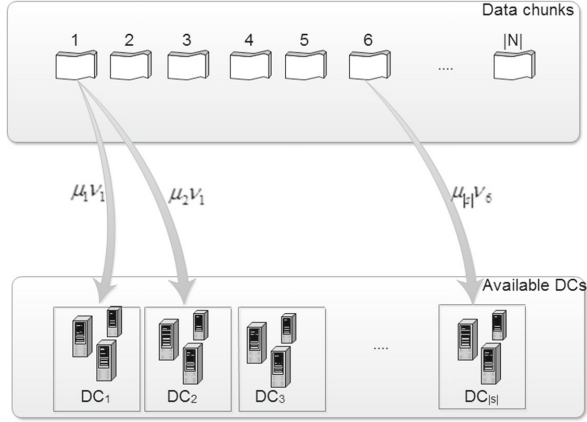 Data chunks
1 2 3 4 5 6 |N|
....
μ₁ν₁ μ₂ν₁ μ|s|ν₆
Available DCs
....
DC₁ DC₂ DC₃ DC|s|